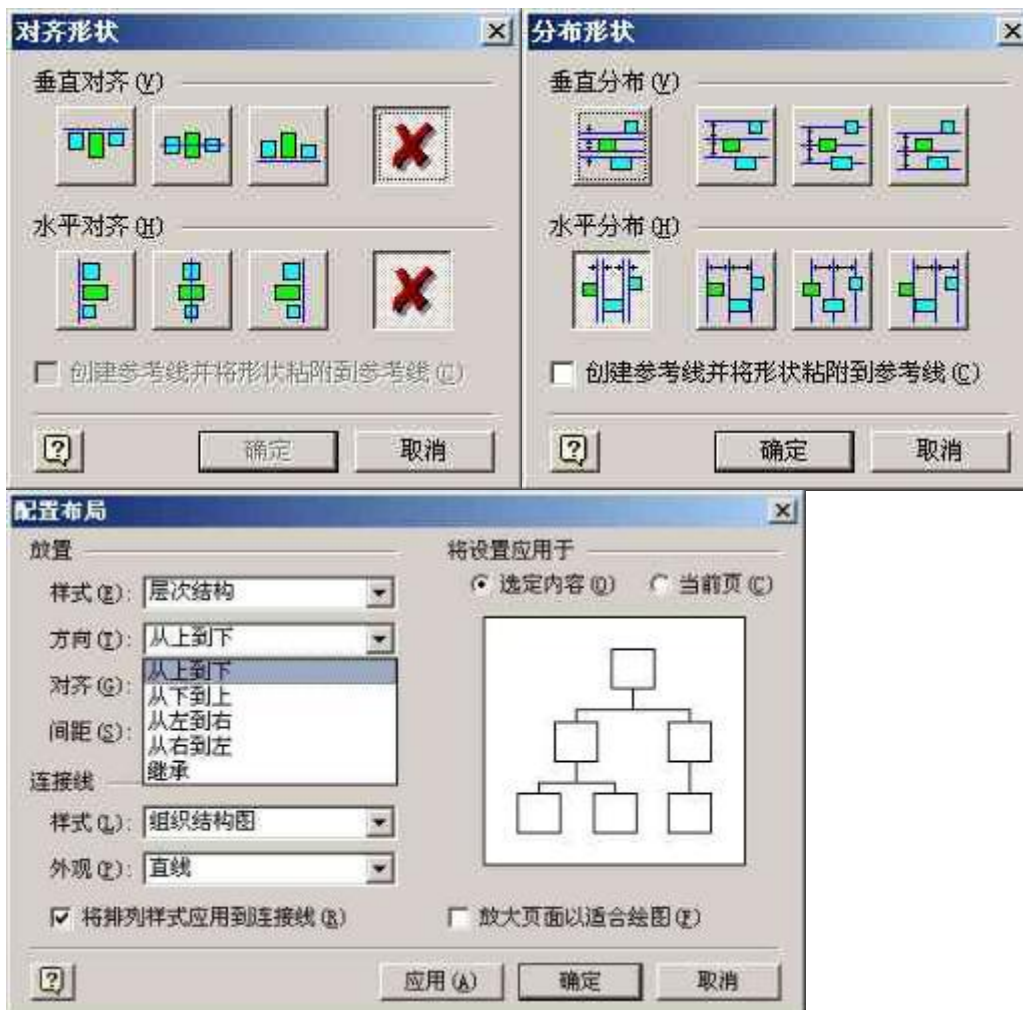 对齐形状
垂直对齐(V)
水平对齐(H)
创建参考线并将形状粘附到参考线(C)
确定 取消
分布形状
垂直分布(V)
水平分布(H)
创建参考线并将形状粘附到参考线(C)
确定 取消
配置布局
放置
样式(E): 层次结构
方向(T): 从上到下
从上到下
对齐(G):
从下到上
从左到右
间距(S):
从右到左
继承
连接线
样式(L): 组织结构图
外观(P): 直线
将排列样式应用到连接线(R)
将设置应用于
选定内容(O) 当前页(C)
放大页面以适合绘图(F)
应用(A) 确定 取消